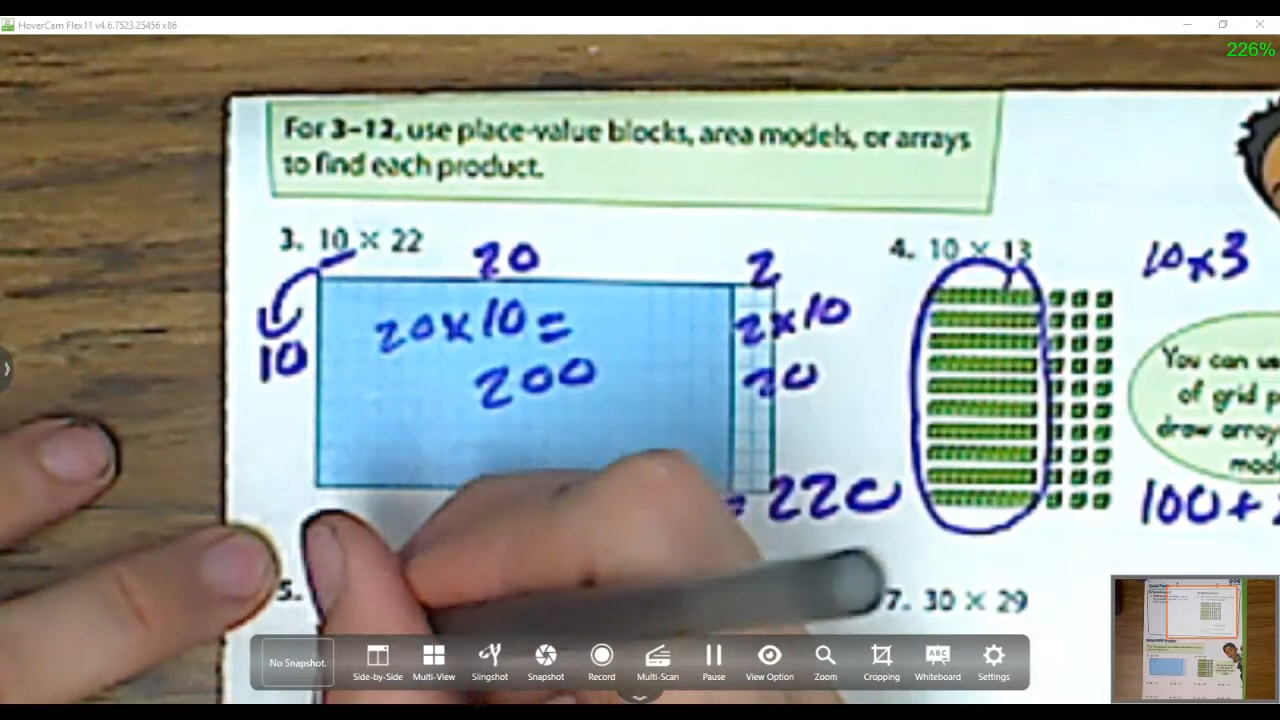 HoverCam Flex11 v4.6.7523.25456 x86
226%
For 3–12, use place-value blocks, area models, or arrays
to find each product.
3. 10 × 22
20
2
10
20×10=
200
2×10
20
=220
4. 10 × 13
10×3
You can
of grid
draw
100+
5.
7. 30 × 29
No Snapshot.
Side-by-Side
Multi-View
Slingshot
Snapshot
Record
Multi-Scan
Pause
View Option
Zoom
Cropping
ABC
Whiteboard
Settings